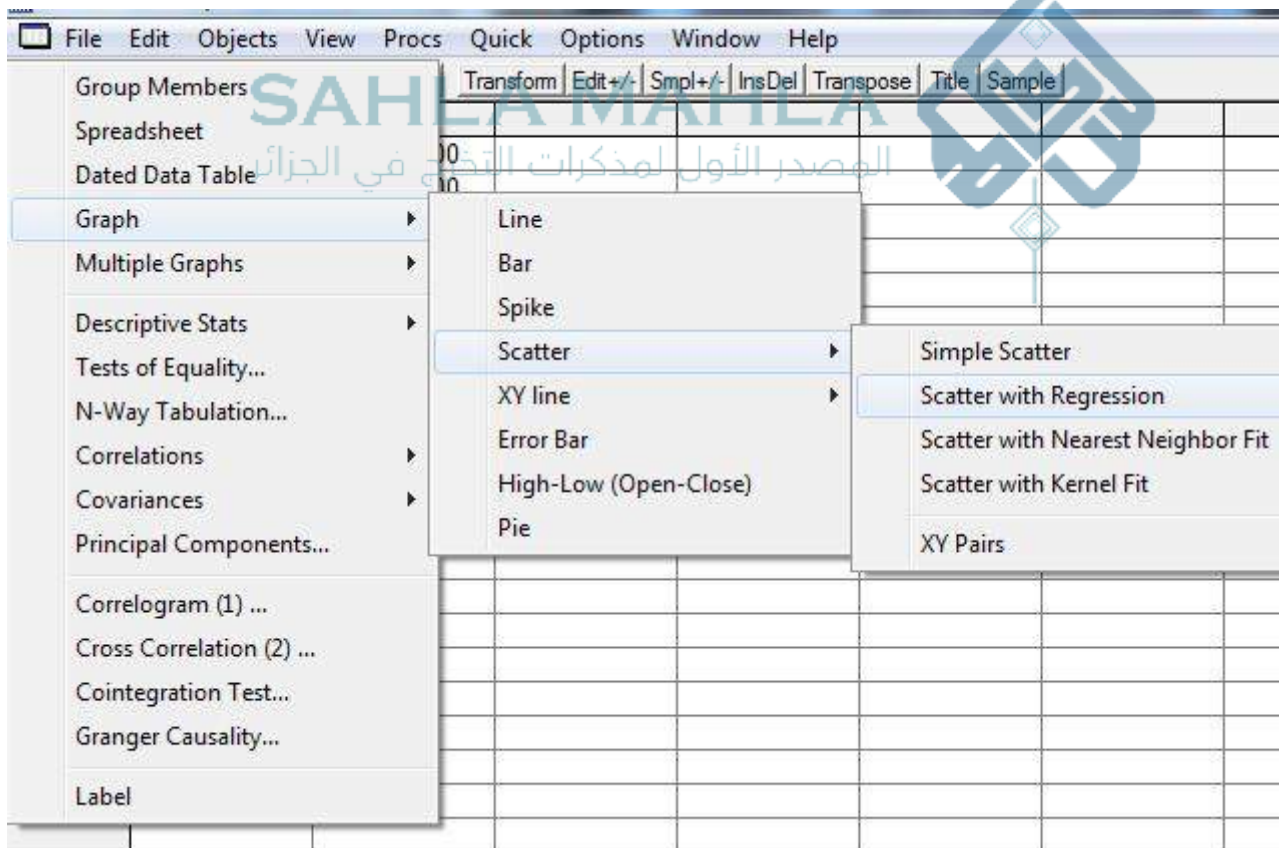 File Edit Objects View Procs Quick Options Window Help
Transform Edit+/- Smpl+/- InsDel Transpose Title Sample
SAHLA MAHLA
المصدر الأول لمذكرات التخرج في الجزائر
Group Members
Spreadsheet
Dated Data Table
Graph
Multiple Graphs
Descriptive Stats
Tests of Equality...
N-Way Tabulation...
Correlations
Covariances
Principal Components...
Correlogram (1) ...
Cross Correlation (2) ...
Cointegration Test...
Granger Causality...
Label
00
00
Line
Bar
Spike
Scatter
XY line
Error Bar
High-Low (Open-Close)
Pie
Simple Scatter
Scatter with Regression
Scatter with Nearest Neighbor Fit
Scatter with Kernel Fit
XY Pairs